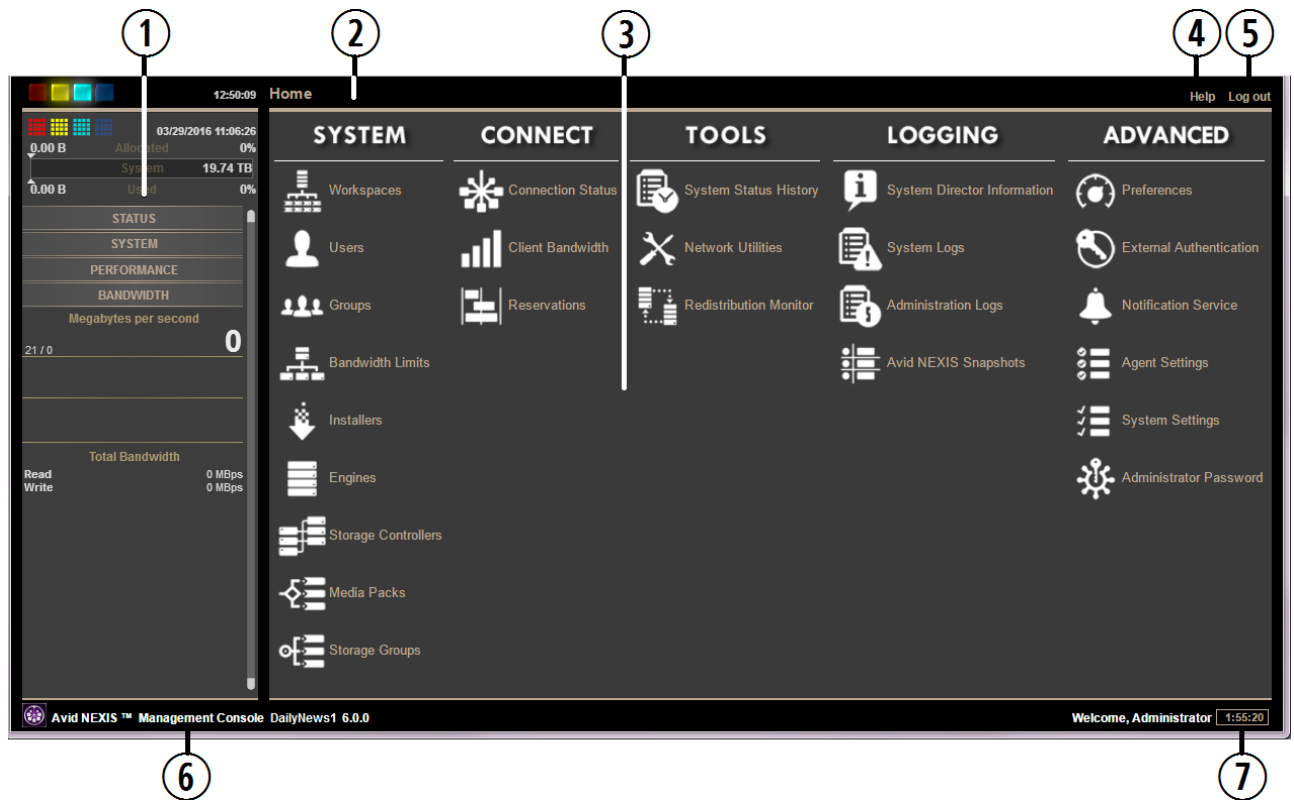 1 2 3 4 5
12:50:09 Home Help Log out
03/29/2016 11:06:26
0.00 B Allocated 0%
System 19.74 TB
0.00 B Used 0%
STATUS
SYSTEM
PERFORMANCE
BANDWIDTH
Megabytes per second
21 / 0 0
Total Bandwidth
Read 0 MBps
Write 0 MBps
SYSTEM
Workspaces
Users
Groups
Bandwidth Limits
Installers
Engines
Storage Controllers
Media Packs
Storage Groups
CONNECT
Connection Status
Client Bandwidth
Reservations
TOOLS
System Status History
Network Utilities
Redistribution Monitor
LOGGING
System Director Information
System Logs
Administration Logs
Avid NEXIS Snapshots
ADVANCED
Preferences
External Authentication
Notification Service
Agent Settings
System Settings
Administrator Password
Avid NEXIS ™ Management Console DailyNews1 6.0.0 Welcome, Administrator 1:55:20
6 7